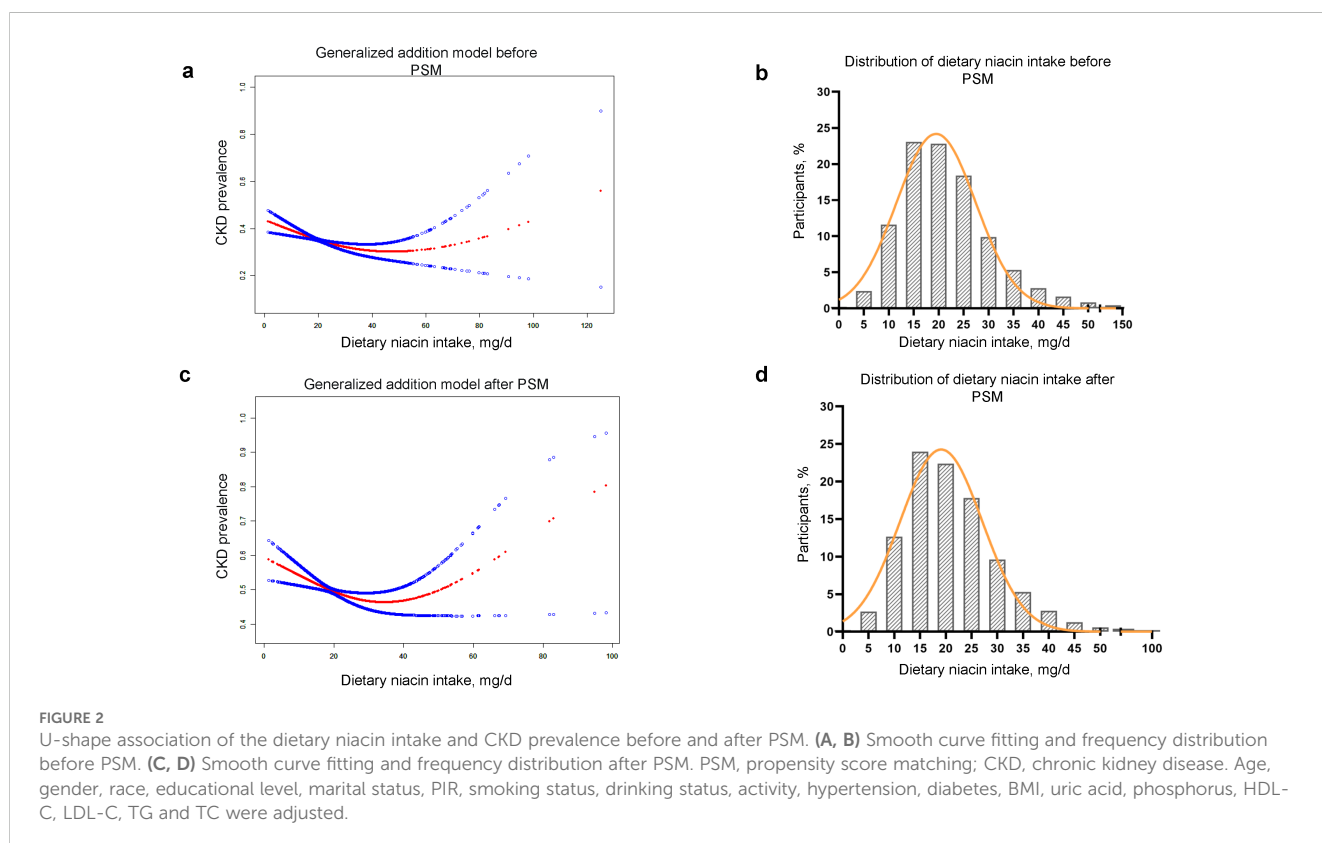 a
Generalized addition model before
PSM
CKD prevalence
1.0
0.8
0.6
0.4
0.2
0 20 40 60 80 100 120
Dietary niacin intake, mg/d
b
Distribution of dietary niacin intake before
PSM
Participants, %
30
25
20
15
10
5
0
0 5 10 15 20 25 30 35 40 45 50 150
Dietary niacin intake, mg/d
c
Generalized addition model after PSM
CKD prevalence
1.0
0.9
0.8
0.7
0.6
0.5
0.4
0 20 40 60 80 100
Dietary niacin intake, mg/d
d
Distribution of dietary niacin intake after
PSM
Participants, %
30
25
20
15
10
5
0
0 5 10 15 20 25 30 35 40 45 50 100
Dietary niacin intake, mg/d
FIGURE 2
U-shape association of the dietary niacin intake and CKD prevalence before and after PSM. (A, B) Smooth curve fitting and frequency distribution
before PSM. (C, D) Smooth curve fitting and frequency distribution after PSM. PSM, propensity score matching; CKD, chronic kidney disease. Age,
gender, race, educational level, marital status, PIR, smoking status, drinking status, activity, hypertension, diabetes, BMI, uric acid, phosphorus, HDL-
C, LDL-C, TG and TC were adjusted.